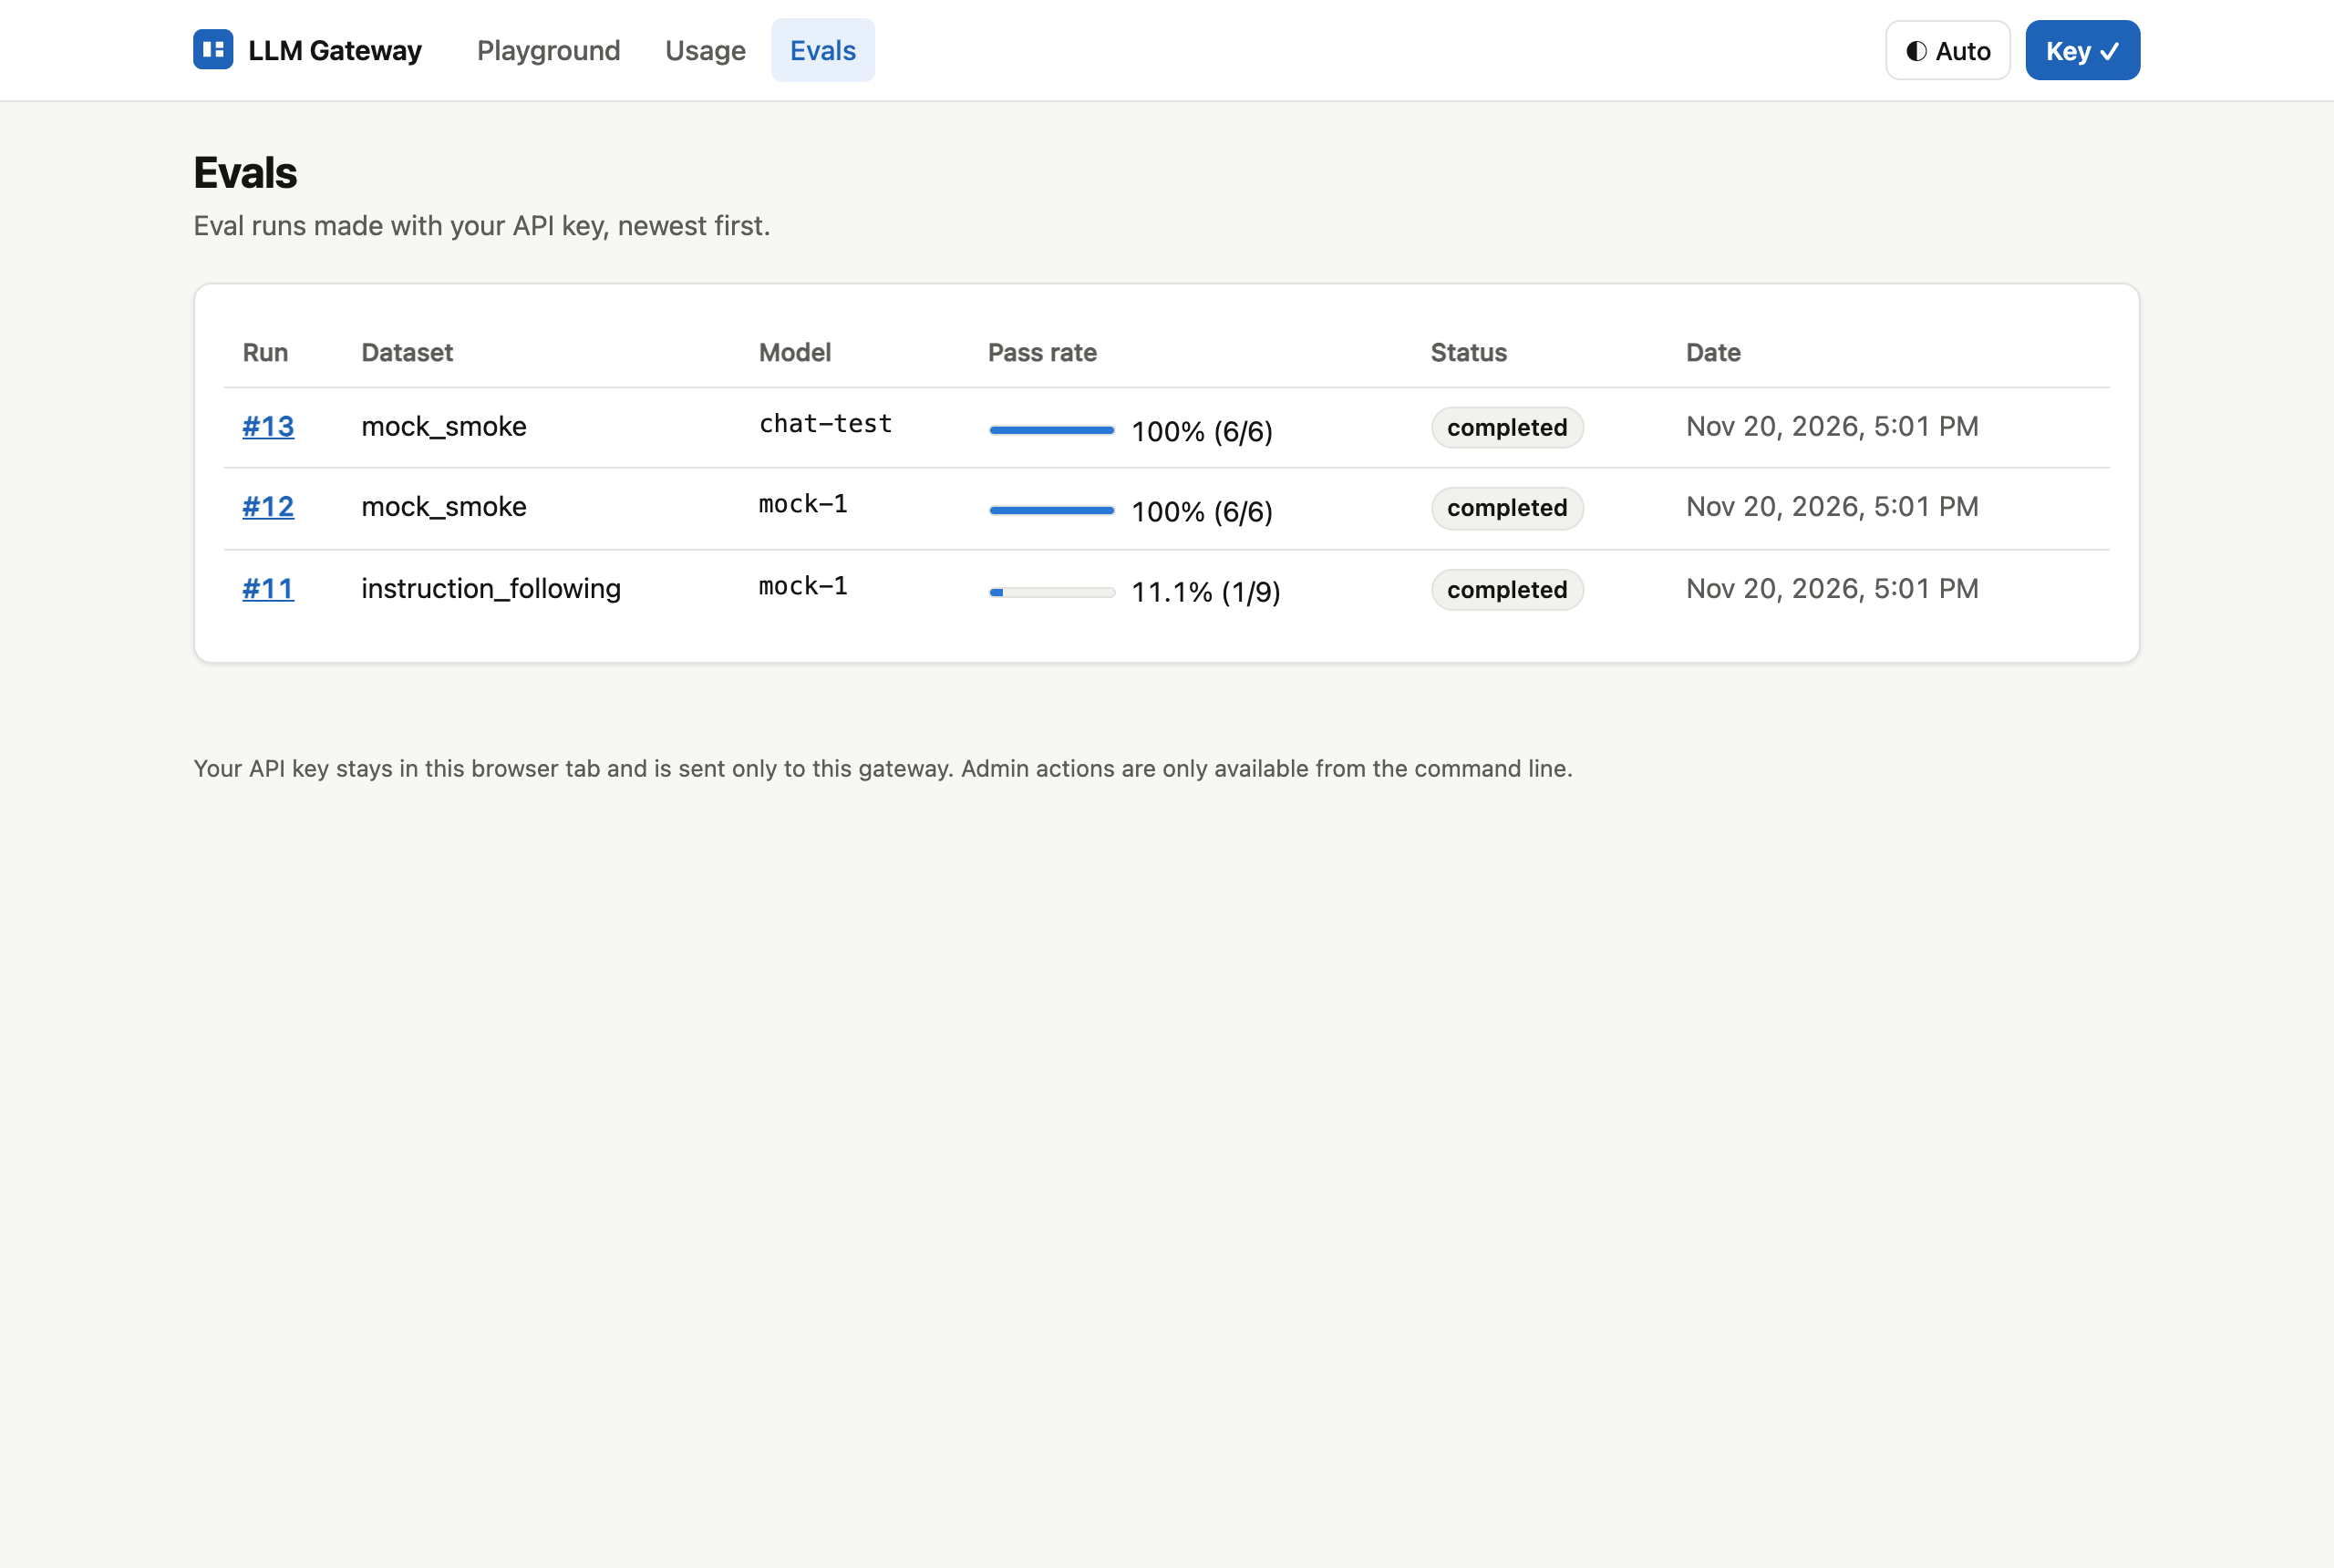 LLM Gateway Playground Usage Evals Auto Key ✓
Evals
Eval runs made with your API key, newest first.
Run Dataset Model Pass rate Status Date
#13 mock_smoke chat-test 100% (6/6) completed Nov 20, 2026, 5:01 PM
#12 mock_smoke mock-1 100% (6/6) completed Nov 20, 2026, 5:01 PM
#11 instruction_following mock-1 11.1% (1/9) completed Nov 20, 2026, 5:01 PM
Your API key stays in this browser tab and is sent only to this gateway. Admin actions are only available from the command line.